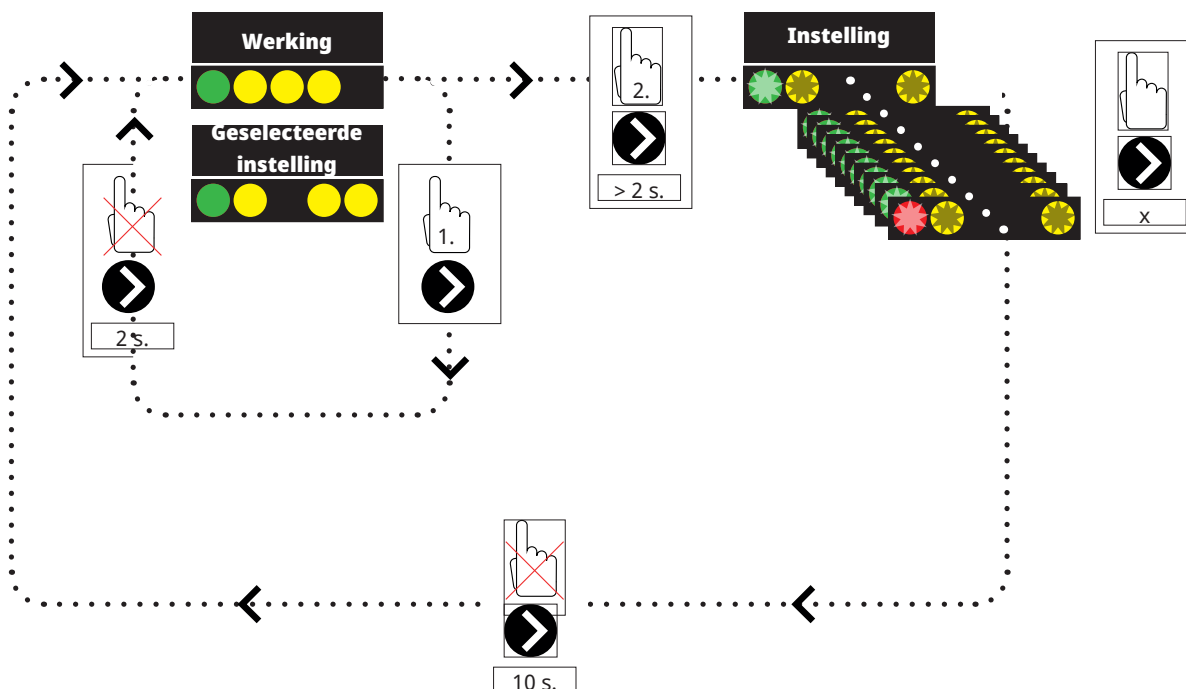 Werking
Instelling
2.
Geselecteerde
instelling
> 2 s.
x
1.
2 s.
10 s.